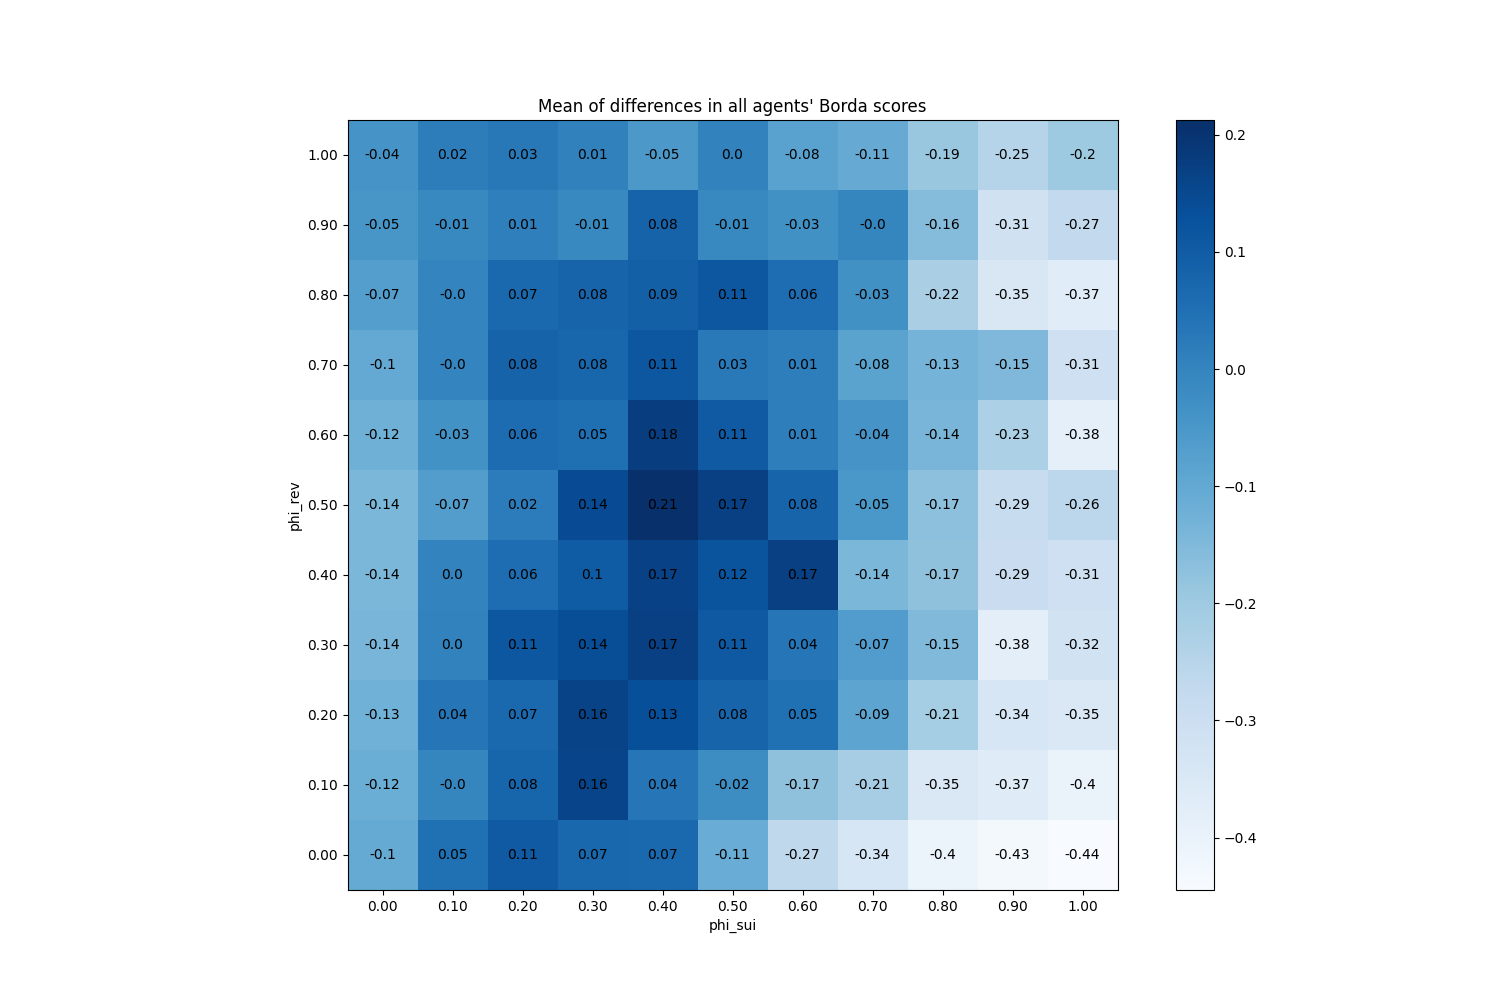 Mean of differences in all agents' Borda scores
1.00 -0.04 0.02 0.03 0.01 -0.05 0.0 -0.08 -0.11 -0.19 -0.25 -0.2
0.90 -0.05 -0.01 0.01 -0.01 0.08 -0.01 -0.03 -0.0 -0.16 -0.31 -0.27
0.80 -0.07 -0.0 0.07 0.08 0.09 0.11 0.06 -0.03 -0.22 -0.35 -0.37
0.70 -0.1 -0.0 0.08 0.08 0.11 0.03 0.01 -0.08 -0.13 -0.15 -0.31
0.60 -0.12 -0.03 0.06 0.05 0.18 0.11 0.01 -0.04 -0.14 -0.23 -0.38
0.50 -0.14 -0.07 0.02 0.14 0.21 0.17 0.08 -0.05 -0.17 -0.29 -0.26
0.40 -0.14 0.0 0.06 0.1 0.17 0.12 0.17 -0.14 -0.17 -0.29 -0.31
0.30 -0.14 0.0 0.11 0.14 0.17 0.11 0.04 -0.07 -0.15 -0.38 -0.32
0.20 -0.13 0.04 0.07 0.16 0.13 0.08 0.05 -0.09 -0.21 -0.34 -0.35
0.10 -0.12 -0.0 0.08 0.16 0.04 -0.02 -0.17 -0.21 -0.35 -0.37 -0.4
0.00 -0.1 0.05 0.11 0.07 0.07 -0.11 -0.27 -0.34 -0.4 -0.43 -0.44
0.00 0.10 0.20 0.30 0.40 0.50 0.60 0.70 0.80 0.90 1.00
phi_sui
phi_rev
0.2
0.1
0.0
−0.1
−0.2
−0.3
−0.4